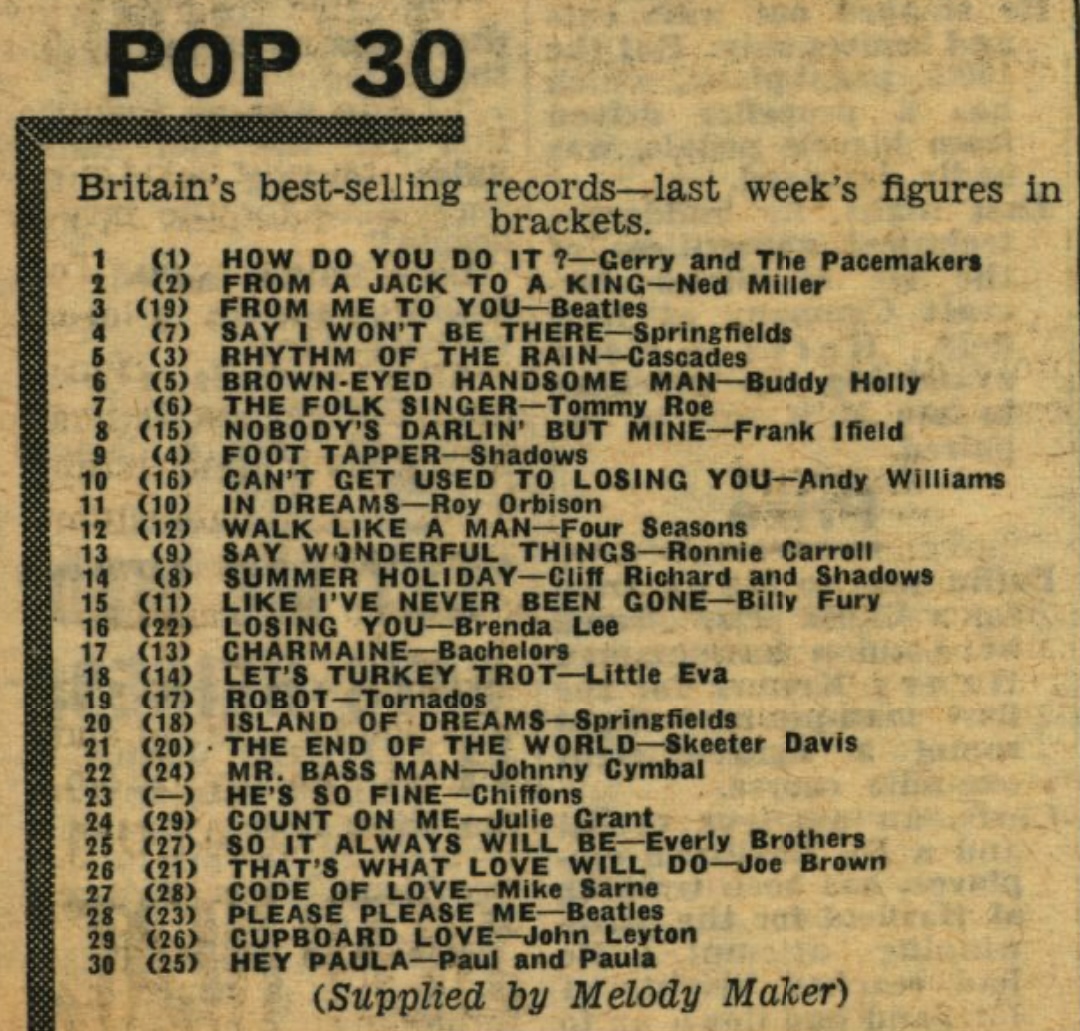 POP 30
Britain's best-selling records—last week's figures in
brackets.
1 (1) HOW DO YOU DO IT ?—Gerry and The Pacemakers
2 (2) FROM A JACK TO A KING—Ned Miller
3 (19) FROM ME TO YOU—Beatles
4 (7) SAY I WON'T BE THERE—Springfields
5 (3) RHYTHM OF THE RAIN—Cascades
6 (5) BROWN-EYED HANDSOME MAN—Buddy Holly
7 (6) THE FOLK SINGER—Tommy Roe
8 (15) NOBODY'S DARLIN' BUT MINE—Frank Ifield
9 (4) FOOT TAPPER—Shadows
10 (16) CAN'T GET USED TO LOSING YOU—Andy Williams
11 (10) IN DREAMS—Roy Orbison
12 (12) WALK LIKE A MAN—Four Seasons
13 (9) SAY WONDERFUL THINGS—Ronnie Carroll
14 (8) SUMMER HOLIDAY—Cliff Richard and Shadows
15 (11) LIKE I'VE NEVER BEEN GONE—Billy Fury
16 (22) LOSING YOU—Brenda Lee
17 (13) CHARMAINE—Bachelors
18 (14) LET'S TURKEY TROT—Little Eva
19 (17) ROBOT—Tornados
20 (18) ISLAND OF DREAMS—Springfields
21 (20) THE END OF THE WORLD—Skeeter Davis
22 (24) MR. BASS MAN—Johnny Cymbal
23 (—) HE'S SO FINE—Chiffons
24 (29) COUNT ON ME—Julie Grant
25 (27) SO IT ALWAYS WILL BE—Everly Brothers
26 (21) THAT'S WHAT LOVE WILL DO—Joe Brown
27 (28) CODE OF LOVE—Mike Sarne
28 (23) PLEASE PLEASE ME—Beatles
29 (26) CUPBOARD LOVE—John Leyton
30 (25) HEY PAULA—Paul and Paula
(Supplied by Melody Maker)